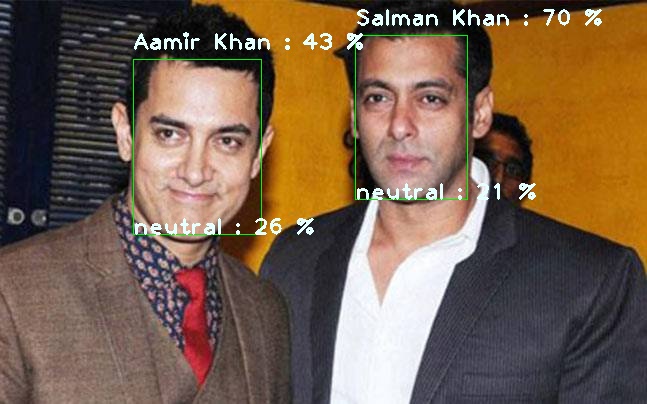 Salman Khan : 70 %
Aamir Khan : 43 %
neutral : 21 %
neutral : 26 %